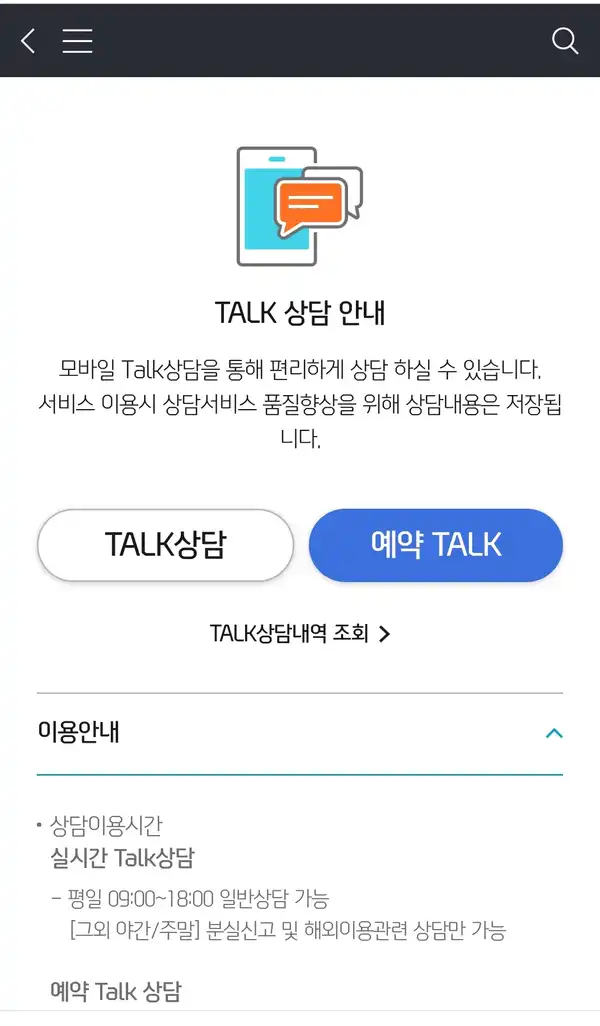 TALK 상담 안내
모바일 Talk상담을 통해 편리하게 상담 하실 수 있습니다.
서비스 이용시 상담서비스 품질향상을 위해 상담내용은 저장됩
니다.
TALK상담
예약 TALK
TALK상담내역 조회 >
이용안내
• 상담이용시간
실시간 Talk상담
- 평일 09:00~18:00 일반상담 가능
[그외 야간/주말] 분실신고 및 해외이용관련 상담만 가능
예약 Talk 상담